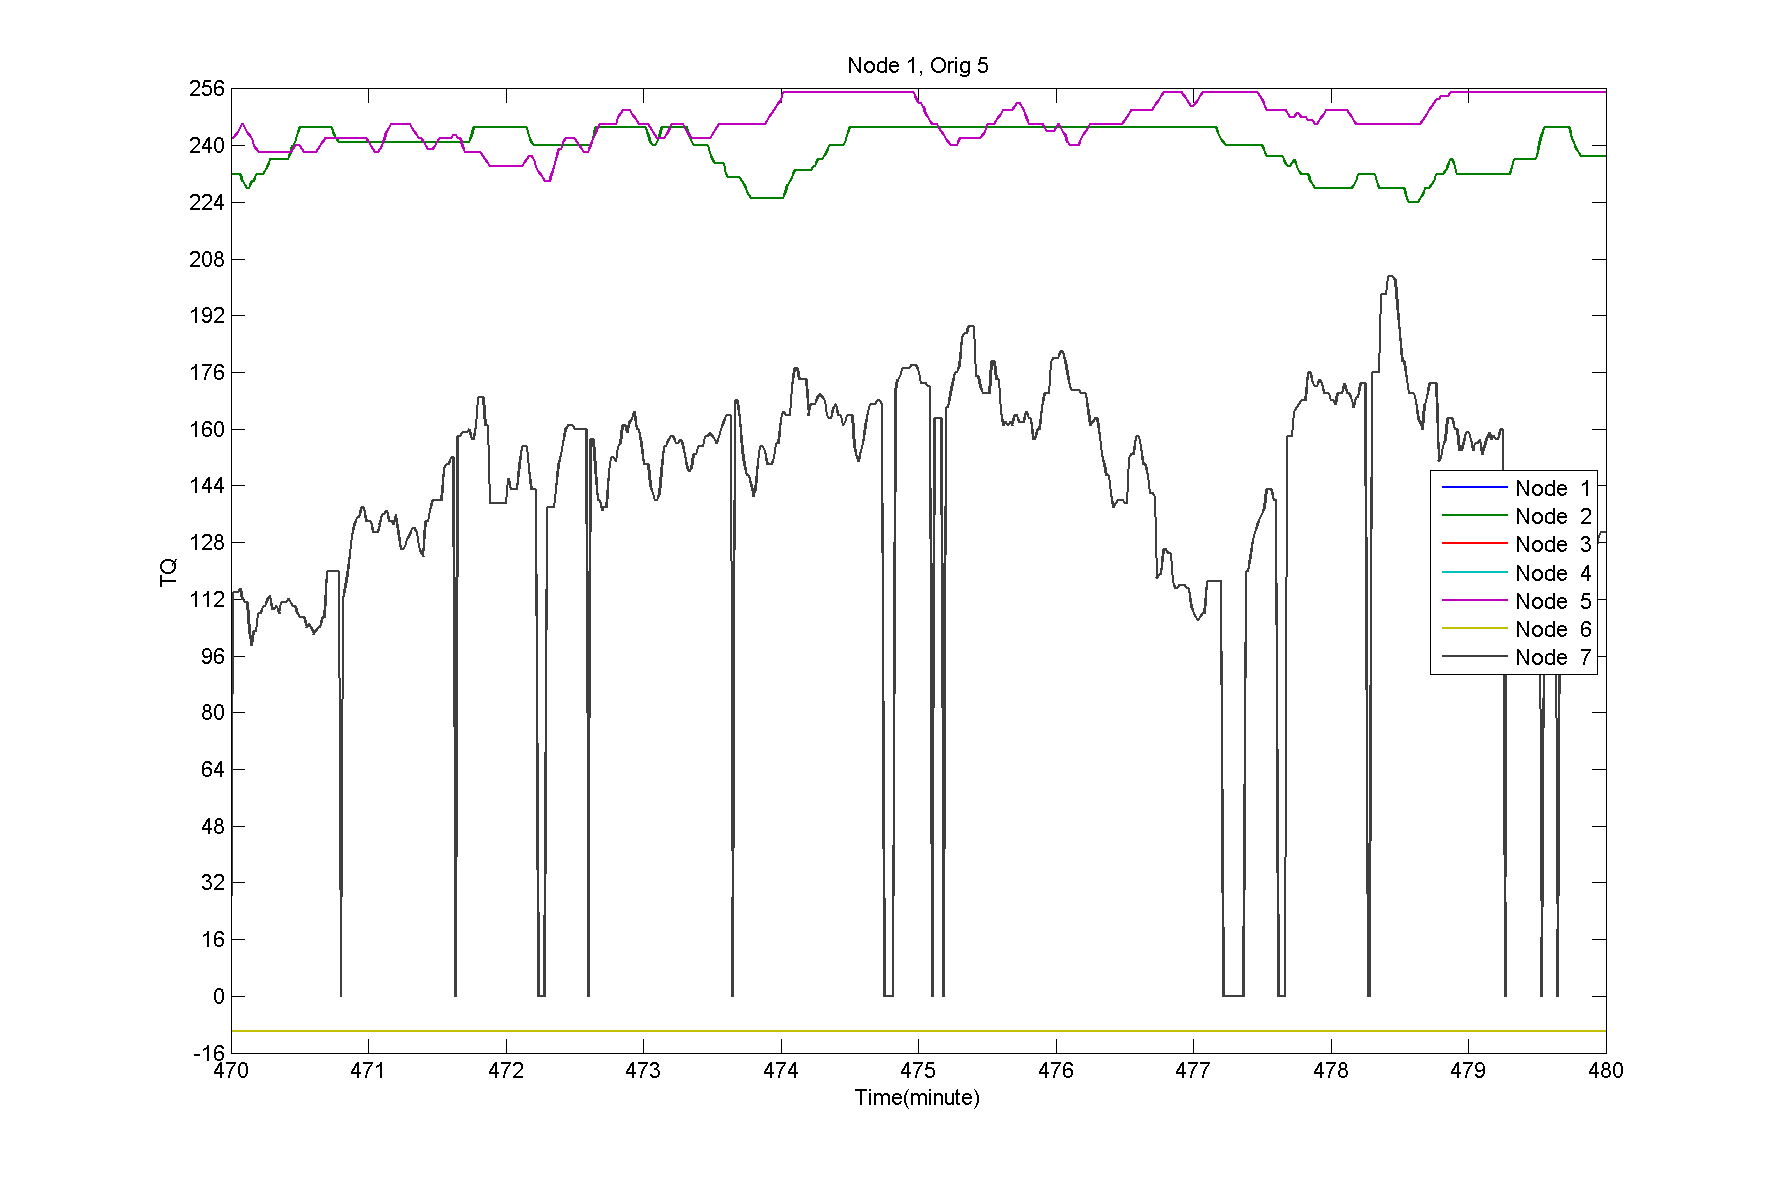 Node 1, Orig 5
256
240
224
208
192
176
160
144
128
112
96
80
64
48
32
16
0
-16
TQ
Node 1
Node 2
Node 3
Node 4
Node 5
Node 6
Node 7
470 471 472 473 474 475 476 477 478 479 480
Time(minute)